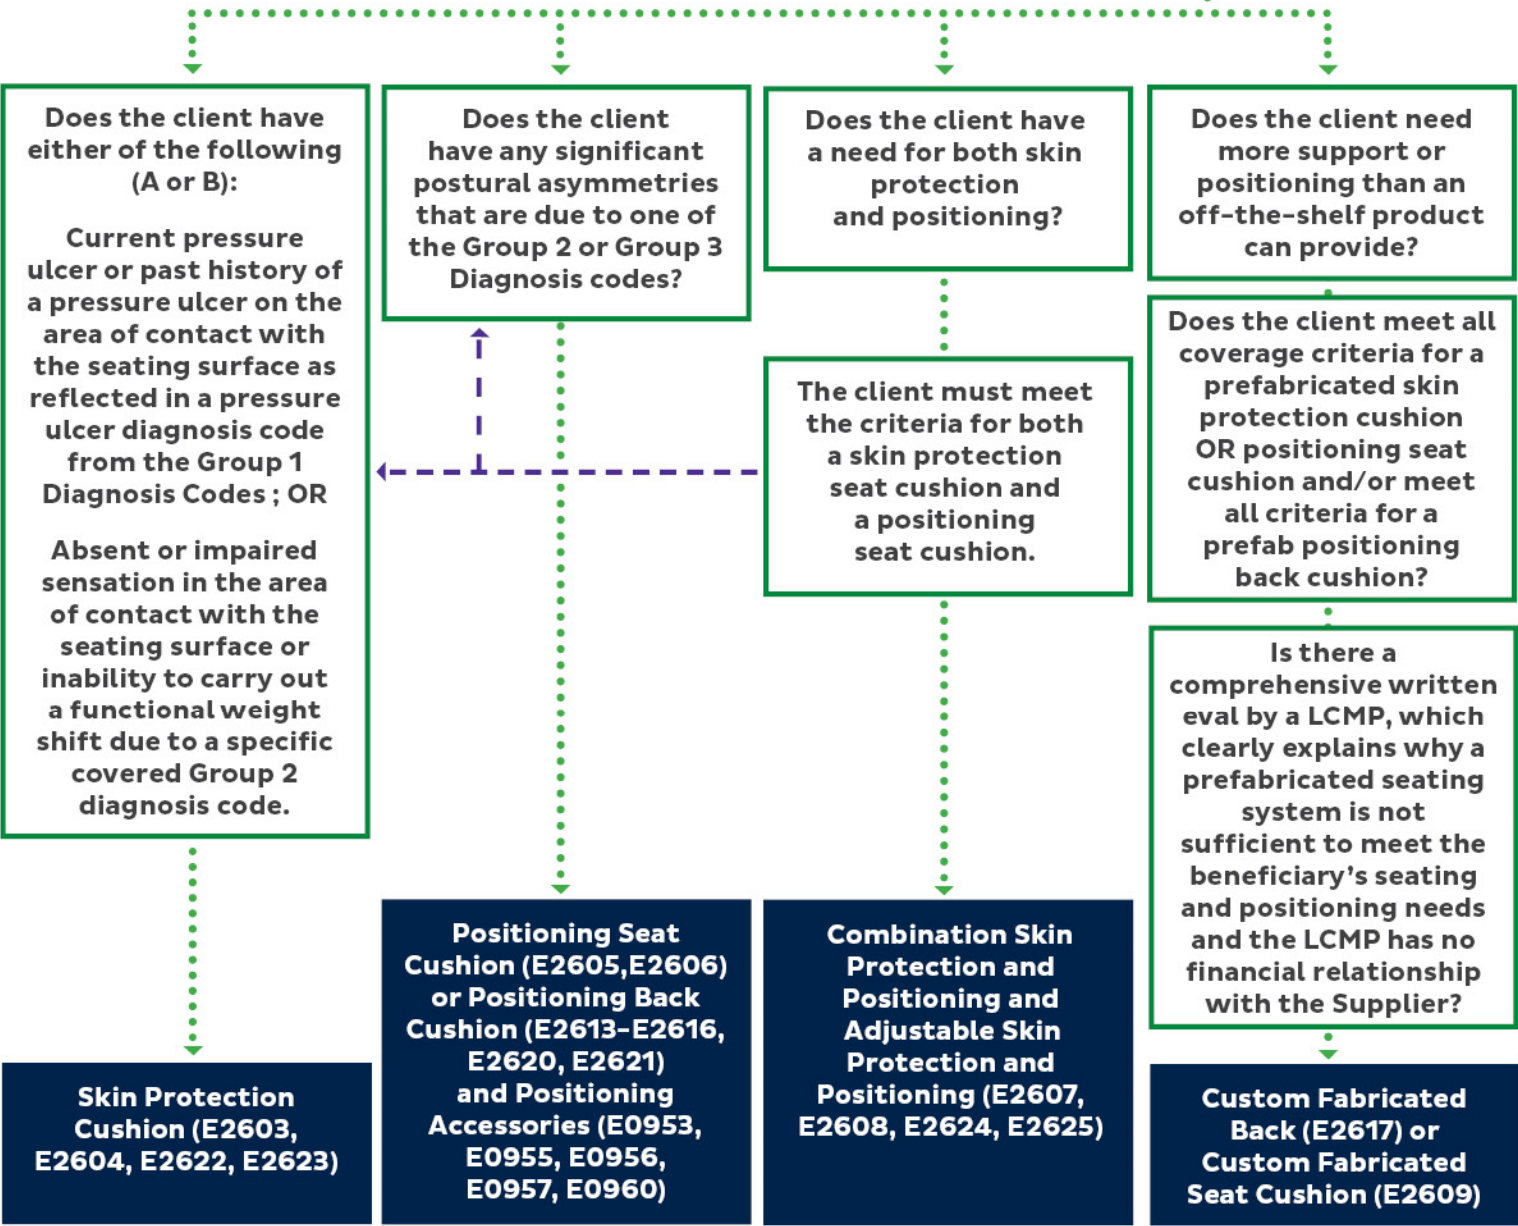 Does the client have
either of the following
(A or B):
Current pressure
ulcer or past history of
a pressure ulcer on the
area of contact with
the seating surface as
reflected in a pressure
ulcer diagnosis code
from the Group 1
Diagnosis Codes ; OR
Absent or impaired
sensation in the area
of contact with the
seating surface or
inability to carry out
a functional weight
shift due to a specific
covered Group 2
diagnosis code.
Skin Protection
Cushion (E2603,
E2604, E2622, E2623)
Does the client
have any significant
postural asymmetries
that are due to one of
the Group 2 or Group 3
Diagnosis codes?
Positioning Seat
Cushion (E2605,E2606)
or Positioning Back
Cushion (E2613-E2616,
E2620, E2621)
and Positioning
Accessories (E0953,
E0955, E0956,
E0957, E0960)
Does the client have
a need for both skin
protection
and positioning?
The client must meet
the criteria for both
a skin protection
seat cushion and
a positioning
seat cushion.
Combination Skin
Protection and
Positioning and
Adjustable Skin
Protection and
Positioning (E2607,
E2608, E2624, E2625)
Does the client need
more support or
positioning than an
off-the-shelf product
can provide?
Does the client meet all
coverage criteria for a
prefabricated skin
protection cushion
OR positioning seat
cushion and/or meet
all criteria for a
prefab positioning
back cushion?
Is there a
comprehensive written
eval by a LCMP, which
clearly explains why a
prefabricated seating
system is not
sufficient to meet the
beneficiary's seating
and positioning needs
and the LCMP has no
financial relationship
with the Supplier?
Custom Fabricated
Back (E2617) or
Custom Fabricated
Seat Cushion (E2609)